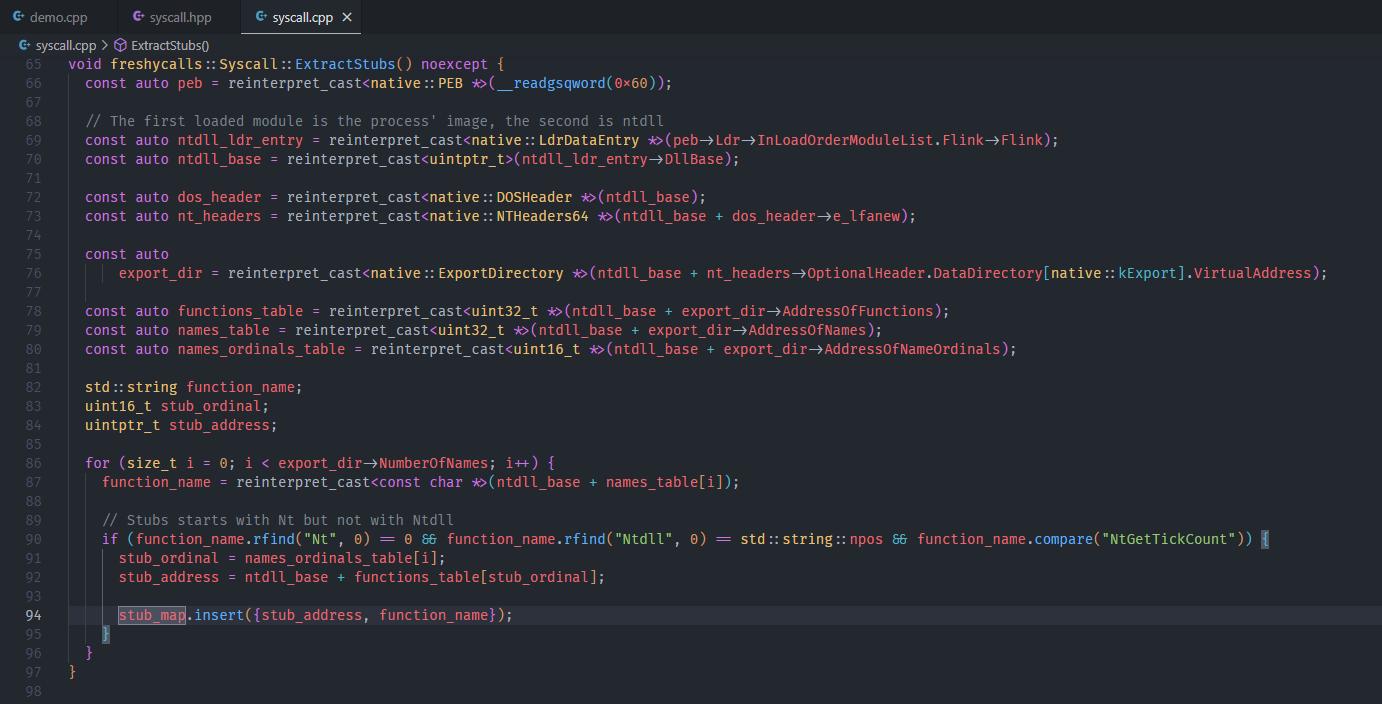 demo.cpp syscall.hpp syscall.cpp ×
syscall.cpp > ExtractStubs()
65 void freshycalls::Syscall::ExtractStubs() noexcept {
66 const auto peb = reinterpret_cast<native::PEB *>(__readgsqword(0x60));
67
68 // The first loaded module is the process' image, the second is ntdll
69 const auto ntdll_ldr_entry = reinterpret_cast<native::LdrDataEntry *>(peb->Ldr->InLoadOrderModuleList.Flink->Flink);
70 const auto ntdll_base = reinterpret_cast<uintptr_t>(ntdll_ldr_entry->DllBase);
71
72 const auto dos_header = reinterpret_cast<native::DOSHeader *>(ntdll_base);
73 const auto nt_headers = reinterpret_cast<native::NTHeaders64 *>(ntdll_base + dos_header->e_lfanew);
74
75 const auto
76 export_dir = reinterpret_cast<native::ExportDirectory *>(ntdll_base + nt_headers->OptionalHeader.DataDirectory[native::kExport].VirtualAddress);
77
78 const auto functions_table = reinterpret_cast<uint32_t *>(ntdll_base + export_dir->AddressOfFunctions);
79 const auto names_table = reinterpret_cast<uint32_t *>(ntdll_base + export_dir->AddressOfNames);
80 const auto names_ordinals_table = reinterpret_cast<uint16_t *>(ntdll_base + export_dir->AddressOfNameOrdinals);
81
82 std::string function_name;
83 uint16_t stub_ordinal;
84 uintptr_t stub_address;
85
86 for (size_t i = 0; i < export_dir->NumberOfNames; i++) {
87 function_name = reinterpret_cast<const char *>(ntdll_base + names_table[i]);
88
89 // Stubs starts with Nt but not with Ntdll
90 if (function_name.rfind("Nt", 0) == 0 && function_name.rfind("Ntdll", 0) == std::string::npos && function_name.compare("NtGetTickCount")) {
91 stub_ordinal = names_ordinals_table[i];
92 stub_address = ntdll_base + functions_table[stub_ordinal];
93
94 stub_map.insert({stub_address, function_name});
95 }
96 }
97 }
98